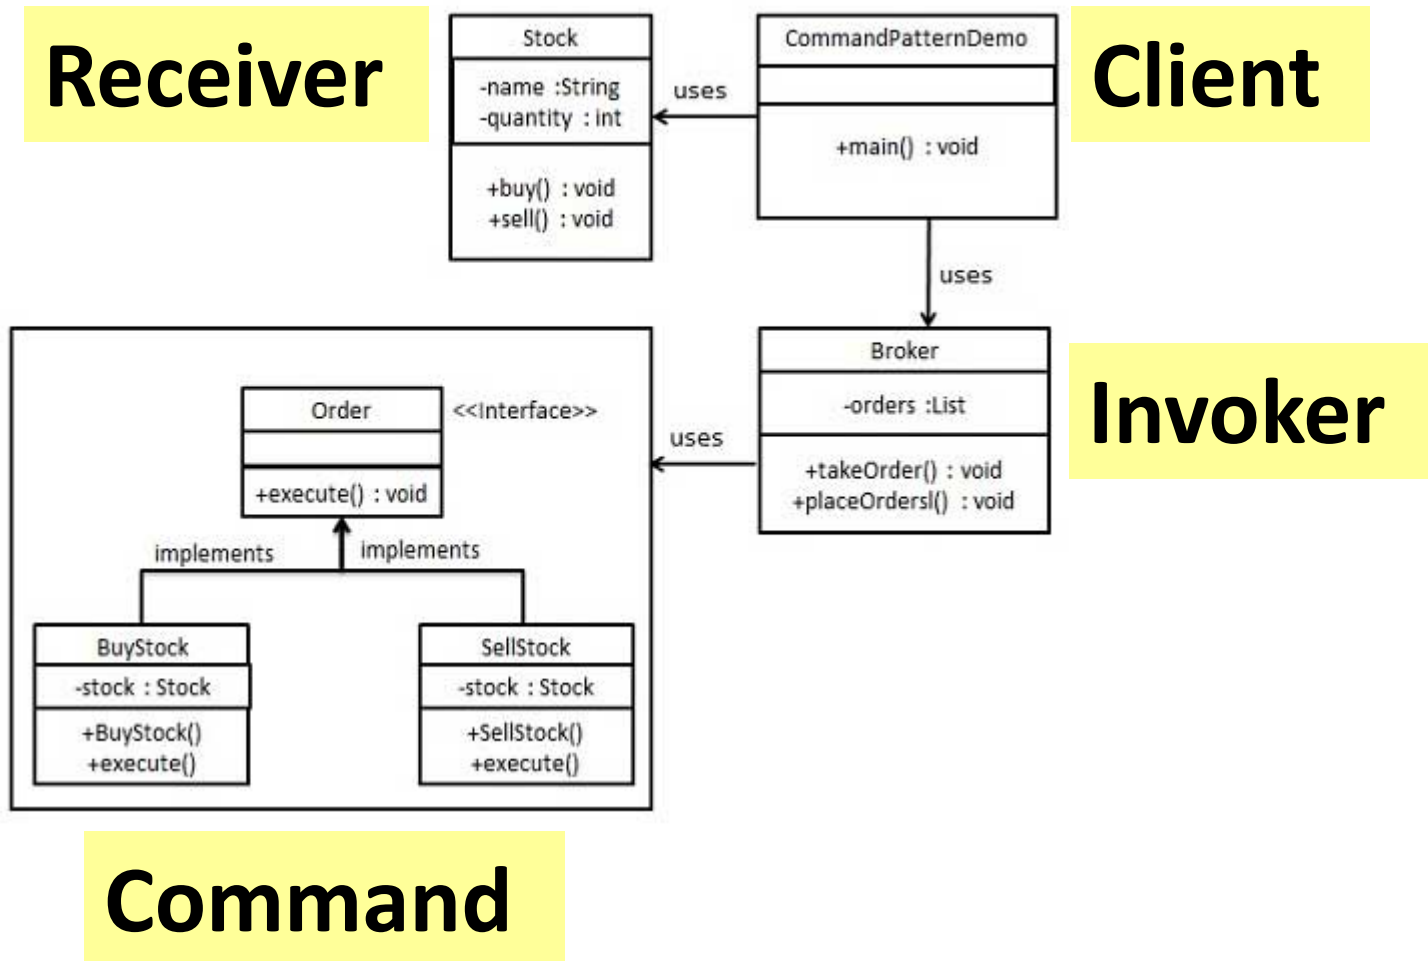 Receiver
Stock
-name :String
-quantity : int
+buy() : void
+sell() : void
uses
CommandPatternDemo
+main() : void
Client
uses
Order
<<Interface>>
+execute() : void
implements
implements
BuyStock
-stock : Stock
+BuyStock()
+execute()
SellStock
-stock : Stock
+SellStock()
+execute()
uses
Broker
-orders :List
+takeOrder() : void
+placeOrdersl() : void
Invoker
Command